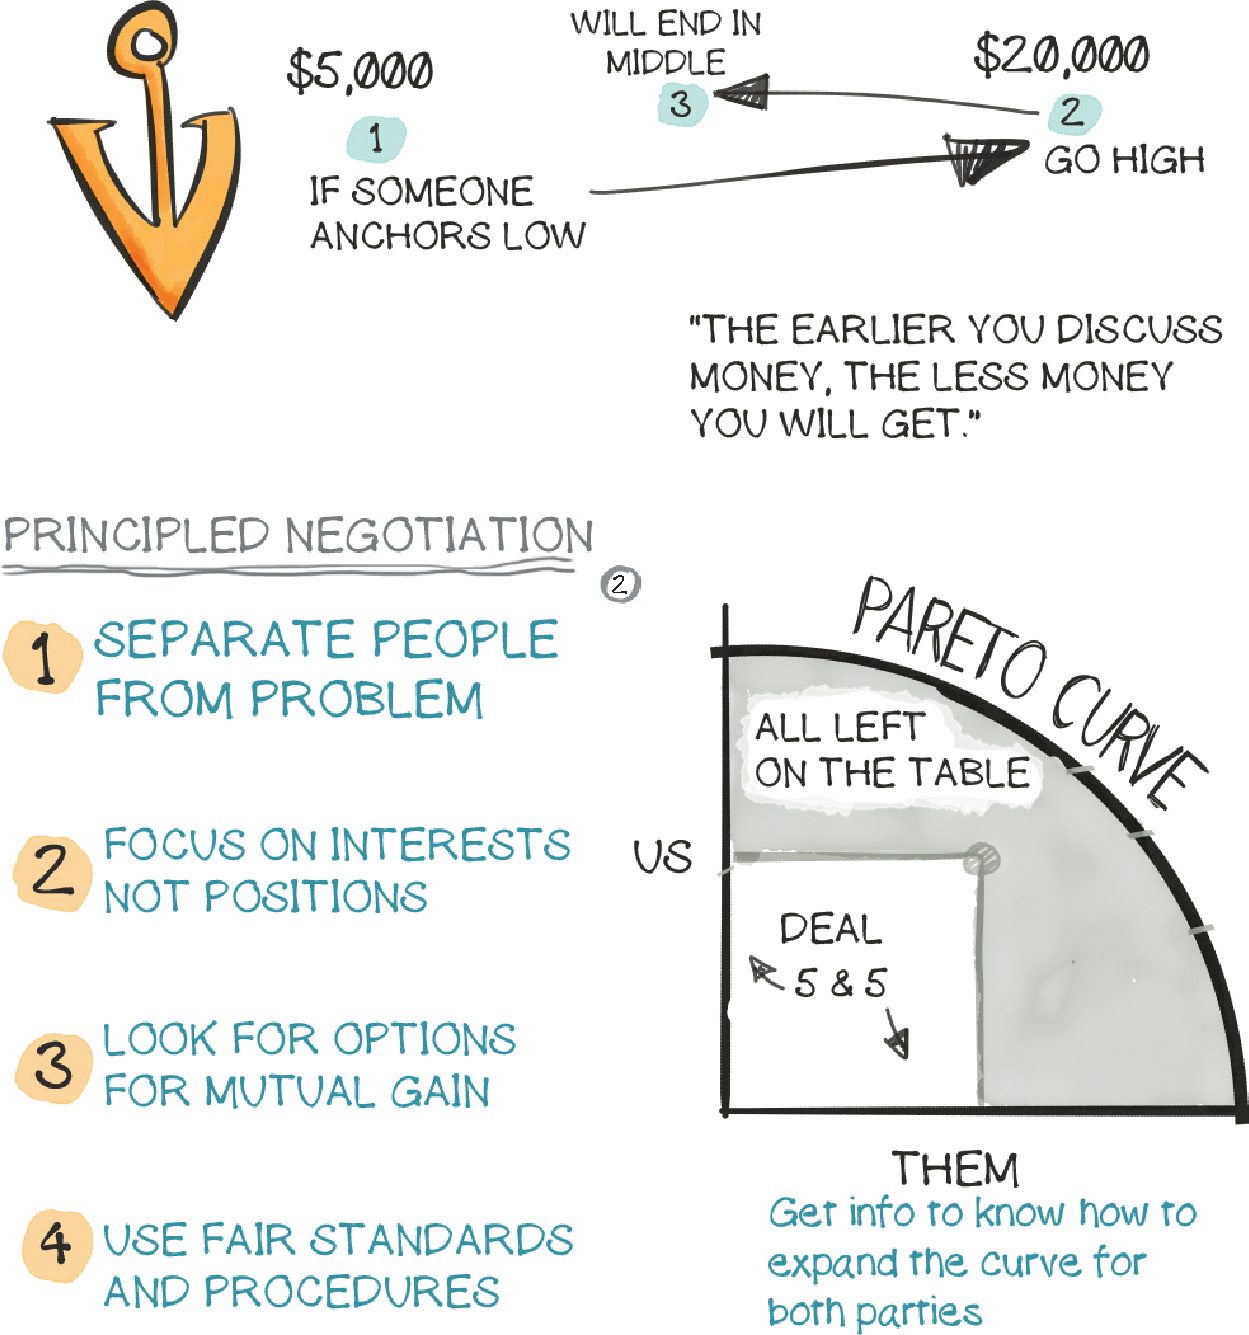 $5,000
1
IF SOMEONE
ANCHORS LOW
WILL END IN
MIDDLE
3
$20,000
2
GO HIGH
"THE EARLIER YOU DISCUSS
MONEY, THE LESS MONEY
YOU WILL GET."
PRINCIPLED NEGOTIATION
2
1 SEPARATE PEOPLE
FROM PROBLEM
2 FOCUS ON INTERESTS
NOT POSITIONS
3 LOOK FOR OPTIONS
FOR MUTUAL GAIN
4 USE FAIR STANDARDS
AND PROCEDURES
PARETO CURVE
ALL LEFT
ON THE TABLE
US
DEAL
5 & 5
THEM
Get info to know how to
expand the curve for
both parties